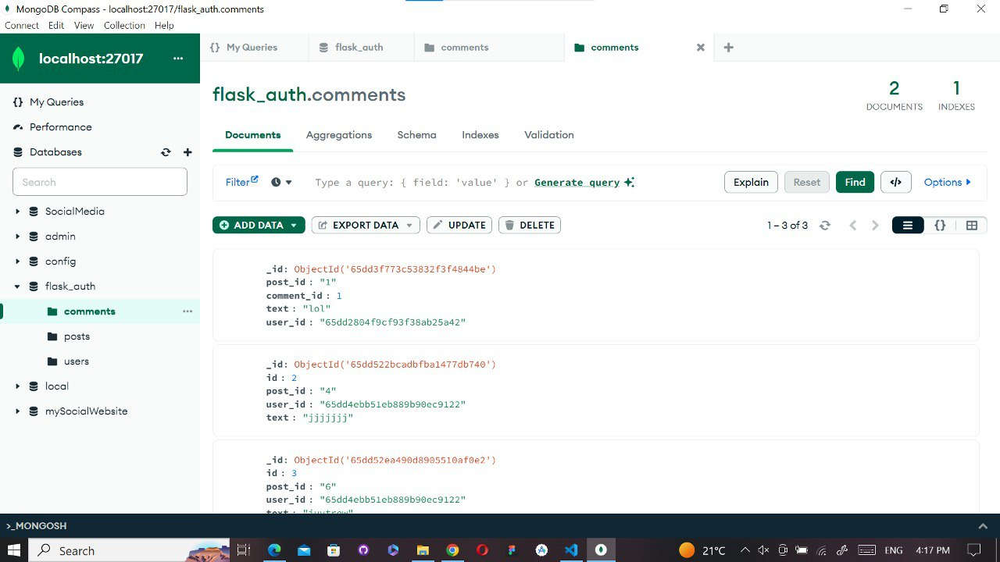 MongoDB Compass - localhost:27017/flask_auth.comments
Connect Edit View Collection Help
localhost:27017
My Queries
flask_auth
comments
comments
My Queries
Performance
Databases
Search
SocialMedia
admin
config
flask_auth
comments
posts
users
local
mySocialWebsite
flask_auth.comments
2
DOCUMENTS
1
INDEXES
Documents Aggregations Schema Indexes Validation
Filter Type a query: { field: 'value' } or Generate query Explain Reset Find </> Options
ADD DATA EXPORT DATA UPDATE DELETE 1 – 3 of 3 {}
_id: ObjectId('65dd3f773c53832f3f4844be')
post_id : "1"
comment_id : 1
text : "lol"
user_id : "65dd2804f9cf93f38ab25a42"
_id: ObjectId('65dd522bcadbfba1477db740')
id : 2
post_id : "4"
user_id : "65dd4ebb51eb889b90ec9122"
text : "jjjjjjj"
_id: ObjectId('65dd52ea490d8905510af0e2')
id : 3
post_id : "6"
user_id : "65dd4ebb51eb889b90ec9122"
>_MONGOSH
Search
21°C ENG 4:17 PM